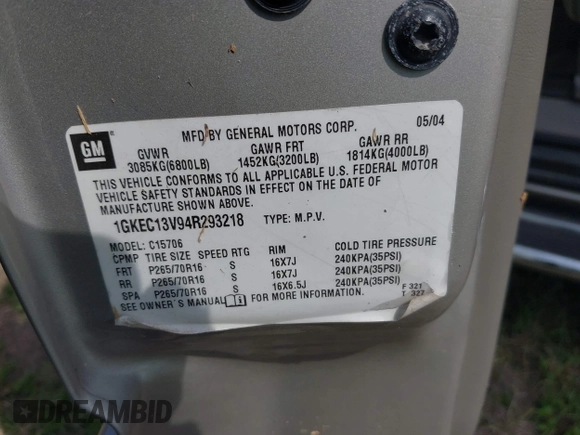 GM
MFD BY GENERAL MOTORS CORP. 05/04
GVWR GAWR FRT GAWR RR
3085KG(6800LB) 1452KG(3200LB) 1814KG(4000LB)
THIS VEHICLE CONFORMS TO ALL APPLICABLE U.S. FEDERAL MOTOR
VEHICLE SAFETY STANDARDS IN EFFECT ON THE DATE OF
MANUFACTURE SHOWN ABOVE.
1GKEC13V94R293218 TYPE: M.P.V.
MODEL: C15706
CPMP TIRE SIZE SPEED RTG RIM COLD TIRE PRESSURE
FRT P265/70R16 S 16X7J 240KPA(35PSI)
RR P265/70R16 S 16X7J 240KPA(35PSI)
SPA P265/70R16 S 16X6.5J 240KPA(35PSI)
SEE OWNER'S MANUAL FOR MORE INFORMATION. F 321
T 327
DREAMBID